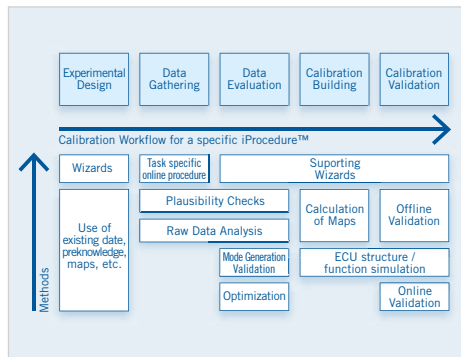 Experimental
Design
Data
Gathering
Data
Evaluation
Calibration
Building
Calibration
Validation
Calibration Workflow for a specific iProcedure™
Wizards
Task specific
online procedure
Suporting
Wizards
Use of
existing date,
preknowledge,
maps, etc.
Plausibility Checks
Raw Data Analysis
Calculation
of Maps
Offline
Validation
Mode Generation
Validation
ECU structure /
function simulation
Optimization
Online
Validation
Methods